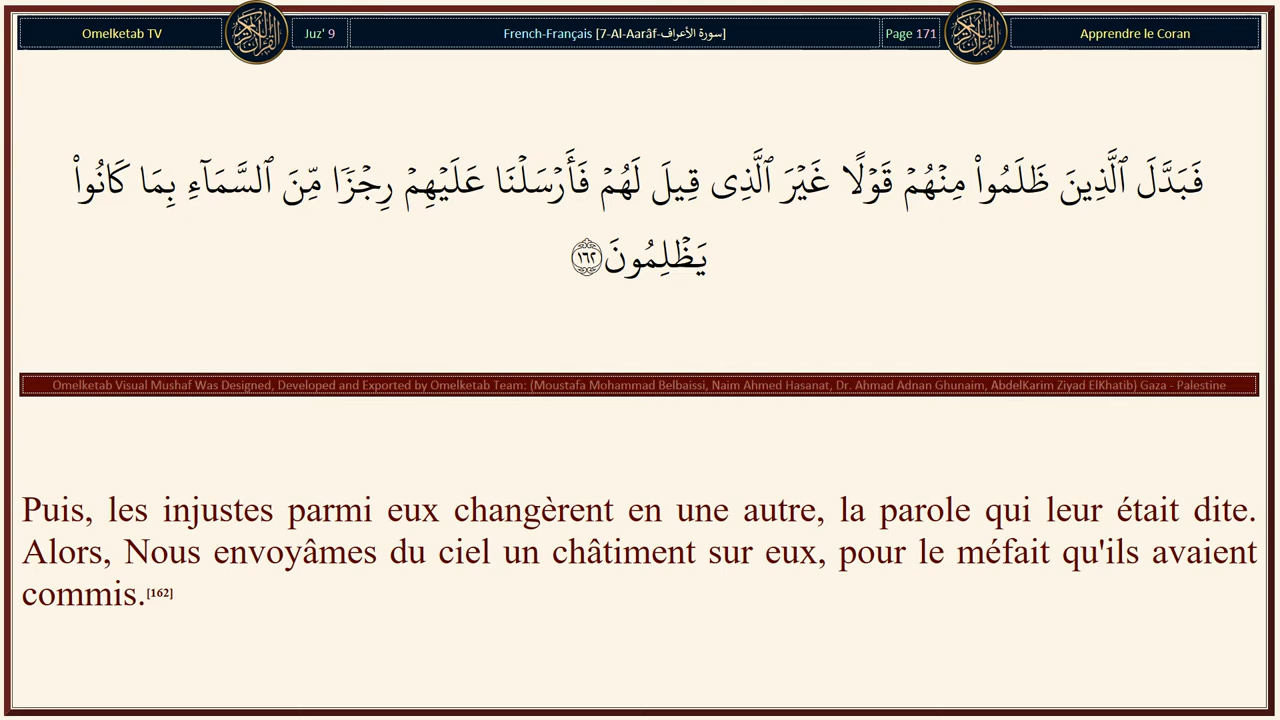 Omelketab TV
Juz' 9
French-Français [7-Al-Aarâf-سورة الأعراف]
Page 171
Apprendre le Coran
فَبَدَّلَ ٱلَّذِينَ ظَلَمُوا۟ مِنْهُمْ قَوْلًا غَيْرَ ٱلَّذِى قِيلَ لَهُمْ فَأَرْسَلْنَا عَلَيْهِمْ رِجْزًا مِّنَ ٱلسَّمَآءِ بِمَا كَانُوا۟
يَظْلِمُونَ ١٦٢
Omelketab Visual Mushaf Was Designed, Developed and Exported by Omelketab Team: (Moustafa Mohammad Belbaissi, Naim Ahmed Hasanat, Dr. Ahmad Adnan Ghunaim, AbdelKarim Ziyad ElKhatib) Gaza - Palestine
Puis, les injustes parmi eux changèrent en une autre, la parole qui leur était dite.
Alors, Nous envoyâmes du ciel un châtiment sur eux, pour le méfait qu'ils avaient
commis.[162]